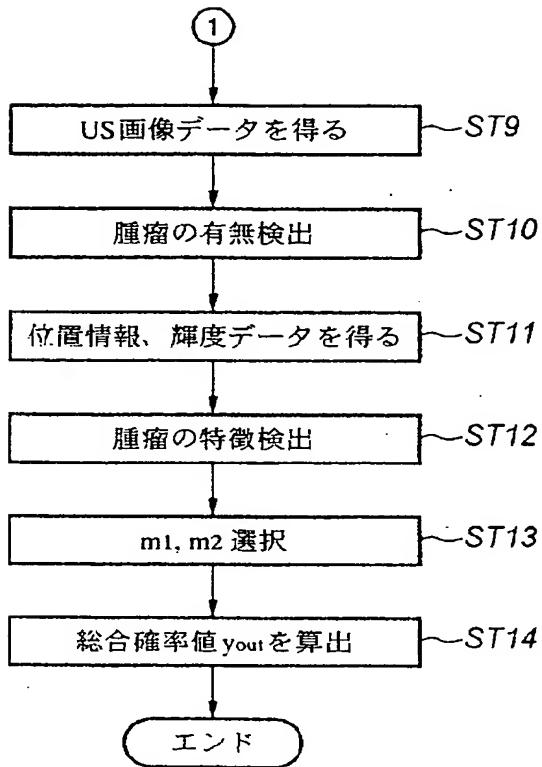 1
US画像データを得る ST9
腫瘤の有無検出 ST10
位置情報、輝度データを得る ST11
腫瘤の特徴検出 ST12
m1, m2 選択 ST13
総合確率値 yout を算出 ST14
エンド